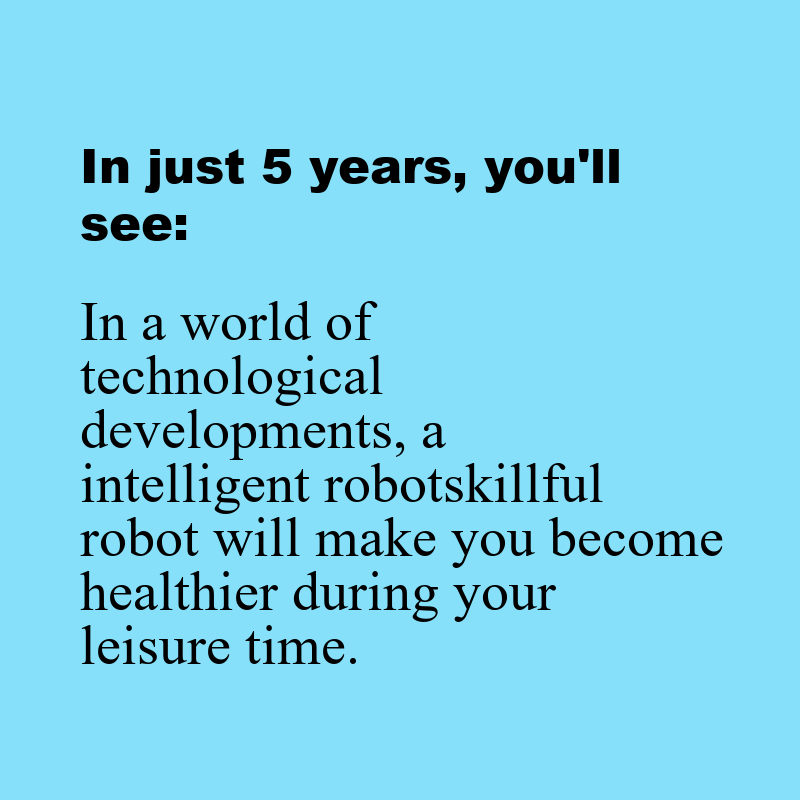 In just 5 years, you'll
see:
In a world of
technological
developments, a
intelligent robotskillful
robot will make you become
healthier during your
leisure time.